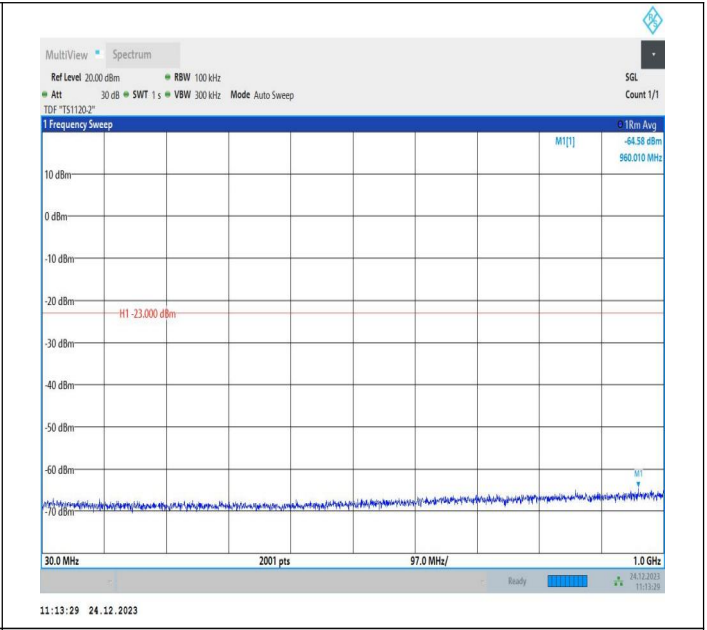 R&S
MultiView Spectrum
Ref Level 20.00 dBm RBW 100 kHz SGL
Att 30 dB SWT 1 s VBW 300 kHz Mode Auto Sweep Count 1/1
TDF "TS1120-2"
1 Frequency Sweep 1Rm Avg
M1[1] -64.58 dBm
960.010 MHz
10 dBm
0 dBm
-10 dBm
-20 dBm
H1 -23.000 dBm
-30 dBm
-40 dBm
-50 dBm
-60 dBm
M1
-70 dBm
30.0 MHz 2001 pts 97.0 MHz/ 1.0 GHz
Ready 24.12.2023
11:13:29
11:13:29 24.12.2023